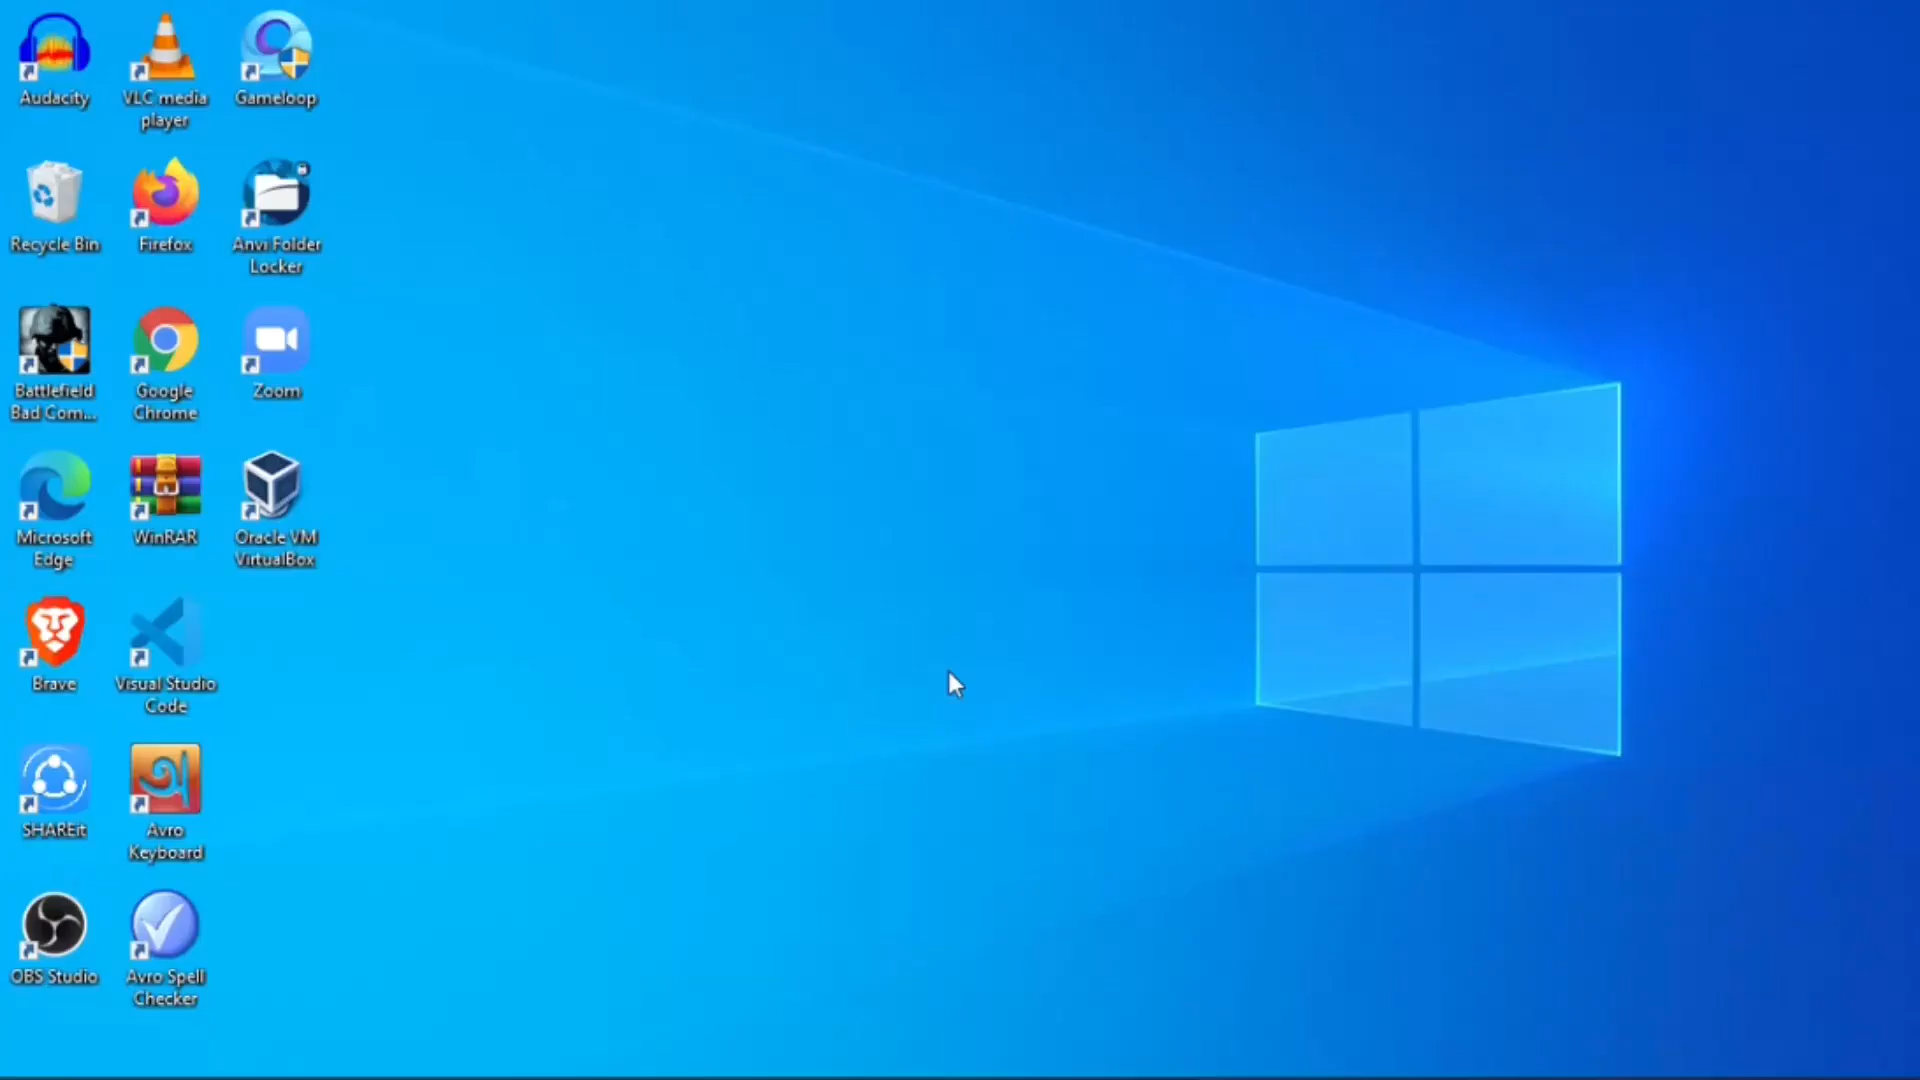 Audacity
VLC media
player
Gameloop
Recycle Bin
Firefox
Anvi Folder
Locker
Battlefield
Bad Com...
Google
Chrome
Zoom
Microsoft
Edge
WinRAR
Oracle VM
VirtualBox
Brave
Visual Studio
Code
SHAREit
Avro
Keyboard
OBS Studio
Avro Spell
Checker
অ